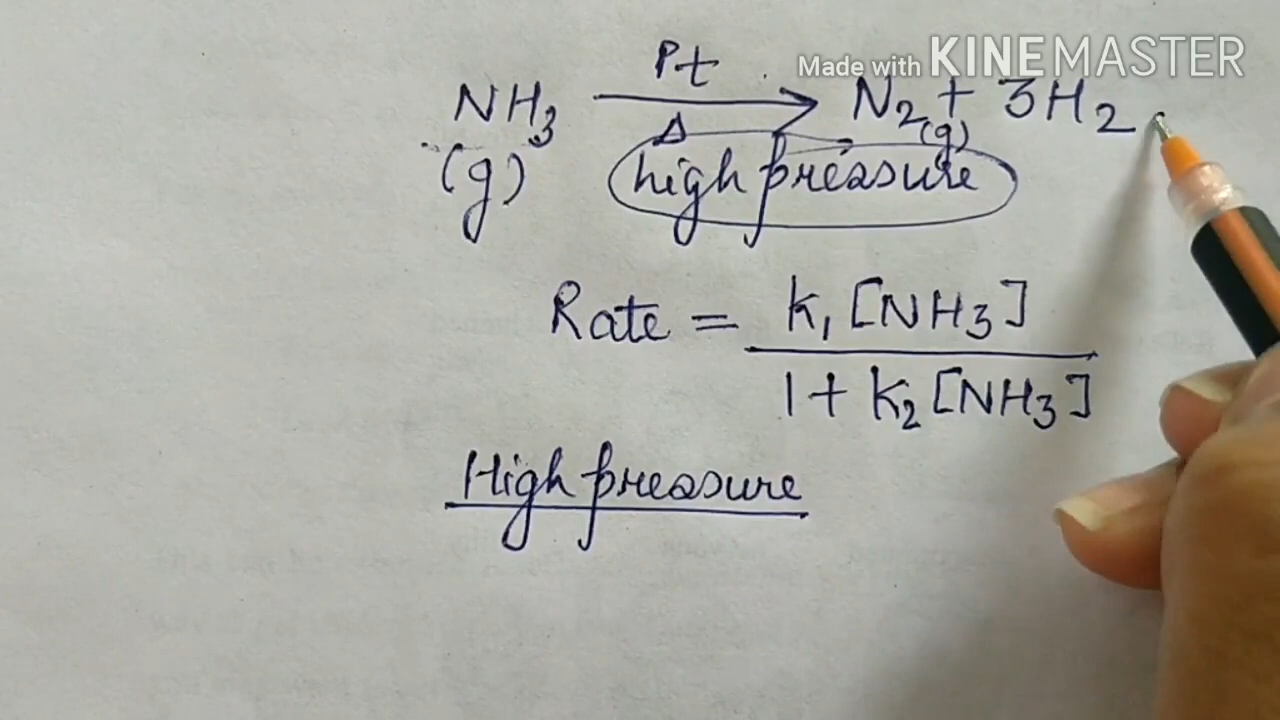 Made with KINEMASTER
Pt
NH3 → N2 + 3H2
Δ (g)
(g) high pressure
Rate = k1 [NH3]
1 + k2 [NH3]
High pressure